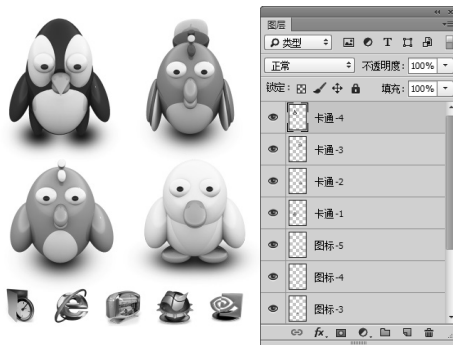 图层
类型
正常 不透明度: 100%
锁定: 填充: 100%
卡通-4
卡通-3
卡通-2
卡通-1
图标-5
图标-4
图标-3
fx